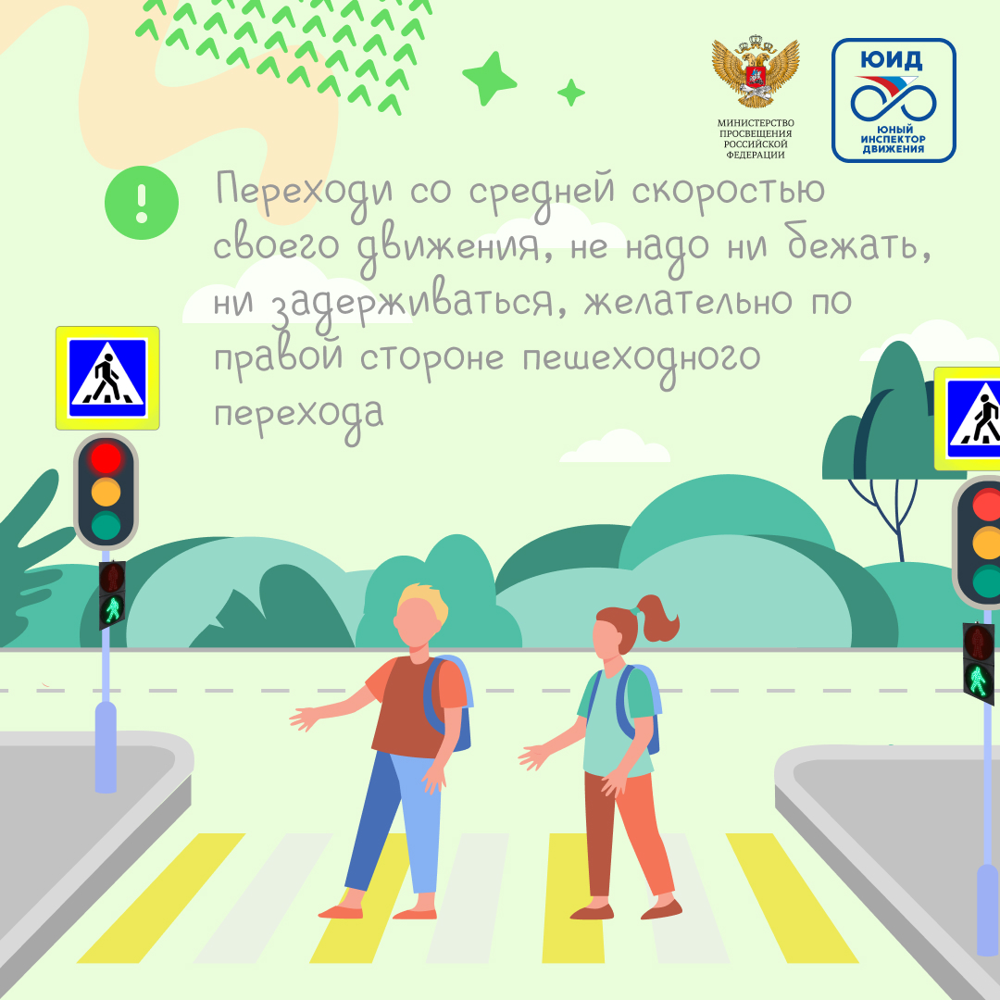 МИНИСТЕРСТВО
ПРОСВЕЩЕНИЯ
РОССИЙСКОЙ
ФЕДЕРАЦИИ
ЮИД
ЮНЫЙ
ИНСПЕКТОР
ДВИЖЕНИЯ
!
Переходи со средней скоростью
своего движения, не надо ни бежать,
ни задерживаться, желательно по
правой стороне пешеходного
перехода